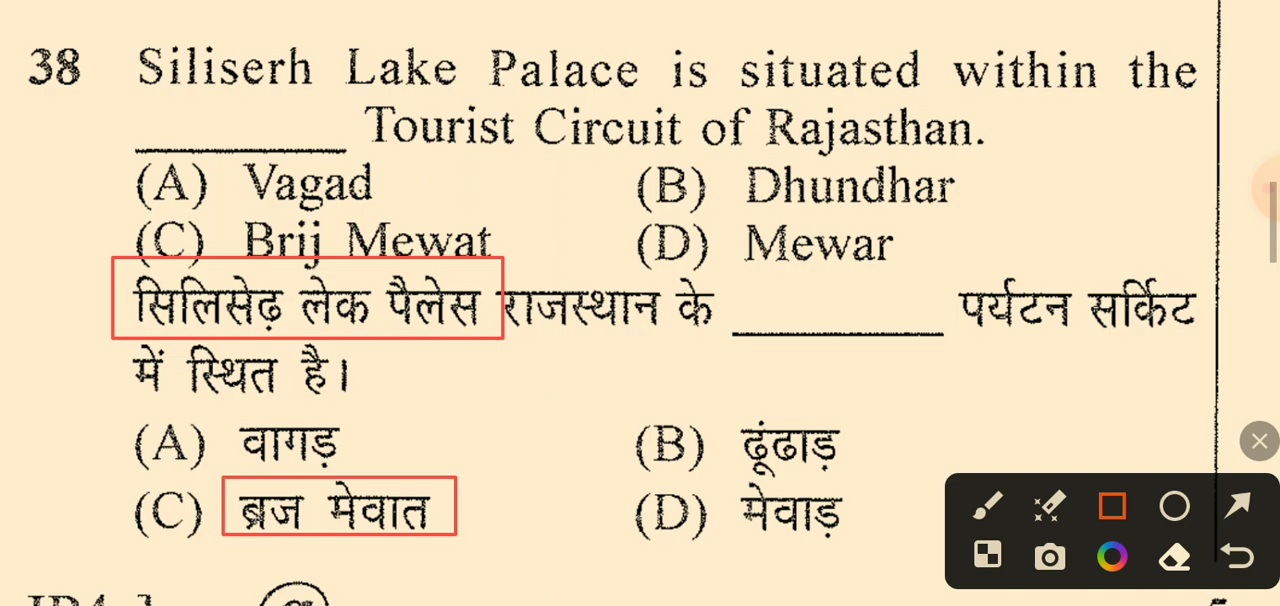 38 Siliserh Lake Palace is situated within the
________ Tourist Circuit of Rajasthan.
(A) Vagad (B) Dhundhar
(C) Brij Mewat (D) Mewar
सिलिसेढ़ लेक पैलेस राजस्थान के ________ पर्यटन सर्किट
में स्थित है।
(A) वागड़ (B) ढूंढाड़
(C) ब्रज मेवात (D) मेवाड़